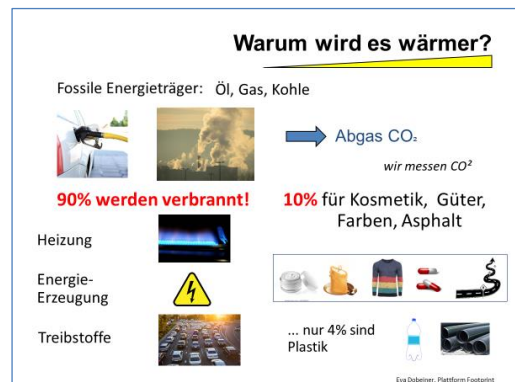 Warum wird es wärmer?
Fossile Energieträger: Öl, Gas, Kohle
Abgas CO₂
wir messen CO²
90% werden verbrannt!
10% für Kosmetik, Güter,
Farben, Asphalt
Heizung
Energie-
Erzeugung
Treibstoffe
... nur 4% sind
Plastik
Eva Dobeiner, Plattform Footprint